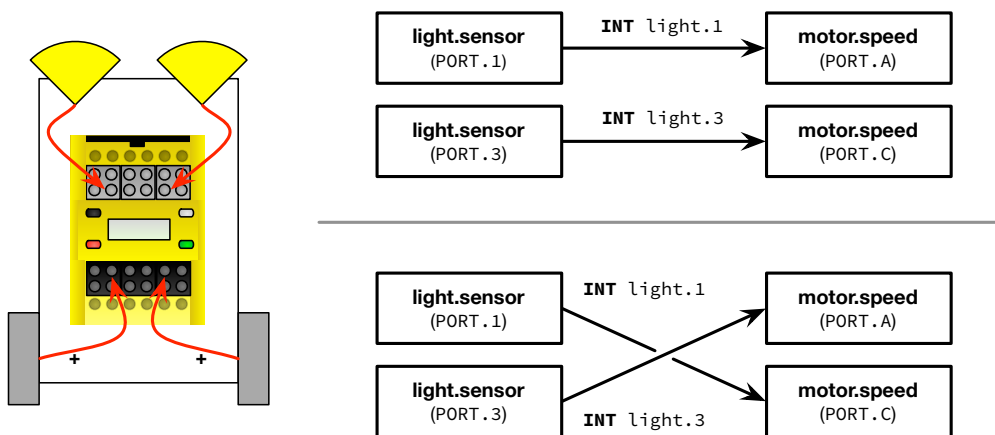 light.sensor
(PORT.1)
INT light.1
motor.speed
(PORT.A)
light.sensor
(PORT.3)
INT light.3
motor.speed
(PORT.C)
light.sensor
(PORT.1)
INT light.1
motor.speed
(PORT.A)
light.sensor
(PORT.3)
INT light.3
motor.speed
(PORT.C)
+ +